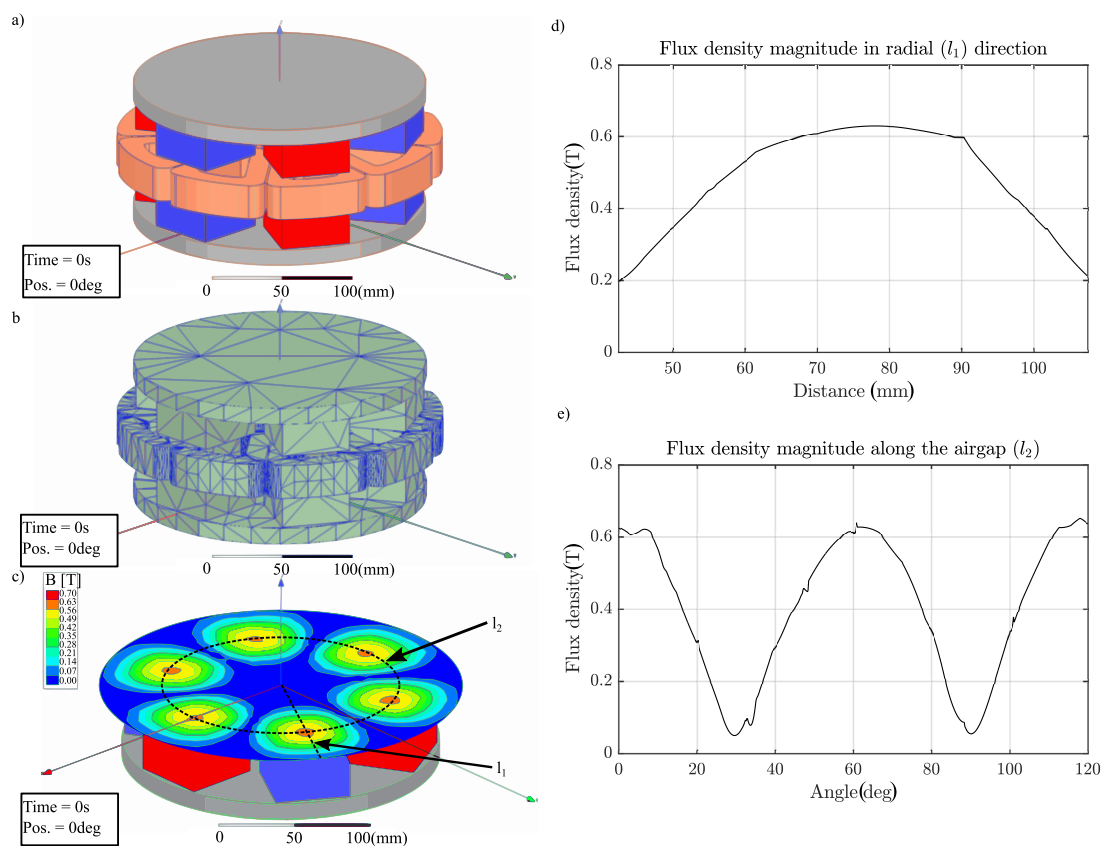 a)
Time = 0s
Pos. = 0deg
0 50 100(mm)
b
Time = 0s
Pos. = 0deg
0 50 100(mm)
c)
B [T]
0.70
0.63
0.56
0.49
0.42
0.35
0.28
0.21
0.14
0.07
0.00
l2
l1
Time = 0s
Pos. = 0deg
0 50 100(mm)
d)
Flux density magnitude in radial (l1) direction
Flux density(T)
0.8
0.6
0.4
0.2
0
50 60 70 80 90 100
Distance (mm)
e)
Flux density magnitude along the airgap (l2)
Flux density(T)
0.8
0.6
0.4
0.2
0
0 20 40 60 80 100 120
Angle(deg)